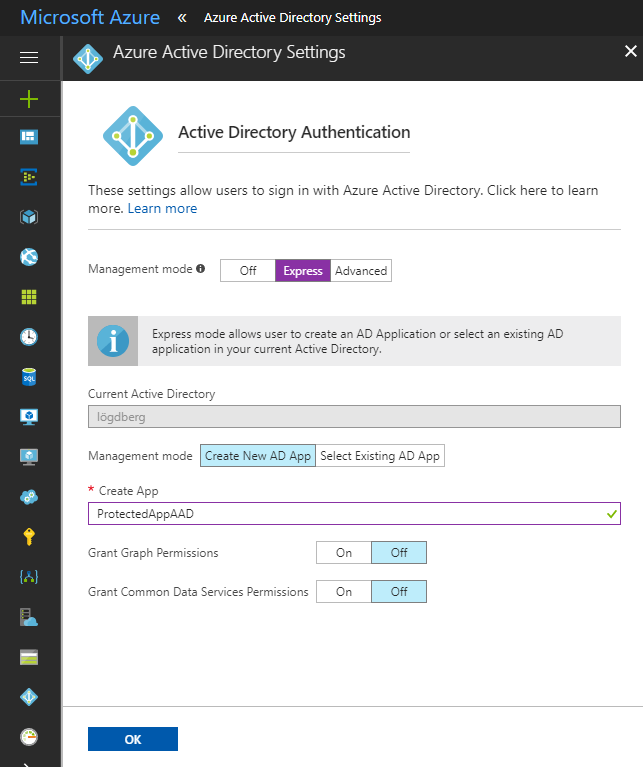 Microsoft Azure « Azure Active Directory Settings
Azure Active Directory Settings
Active Directory Authentication
These settings allow users to sign in with Azure Active Directory. Click here to learn
more. Learn more
Management mode Off Express Advanced
Express mode allows user to create an AD Application or select an existing AD
application in your current Active Directory.
Current Active Directory
lögdberg
Management mode Create New AD App Select Existing AD App
* Create App
ProtectedAppAAD
Grant Graph Permissions On Off
Grant Common Data Services Permissions On Off
OK
SQL